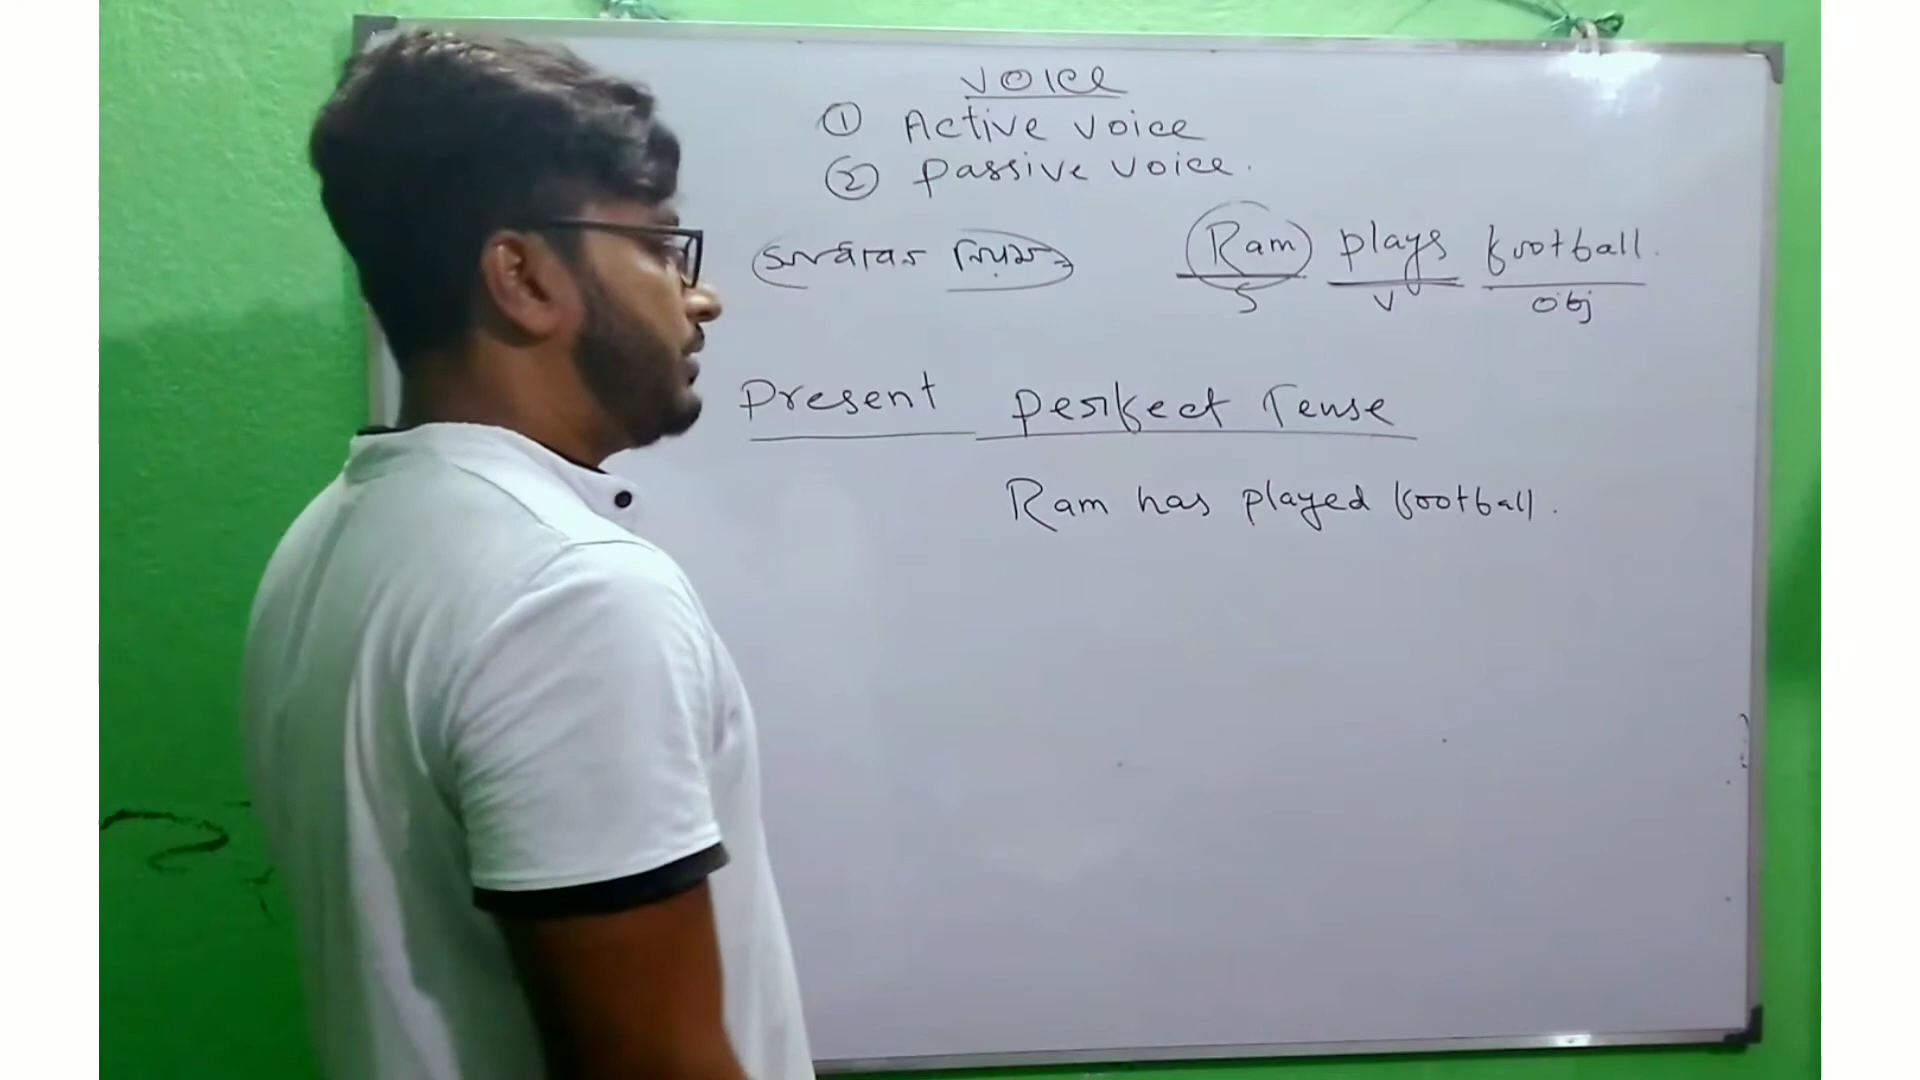 VOICE
① Active voice
② passive voice.
Ram plays football.
S V obj
Present perfect Tense
Ram has played football.